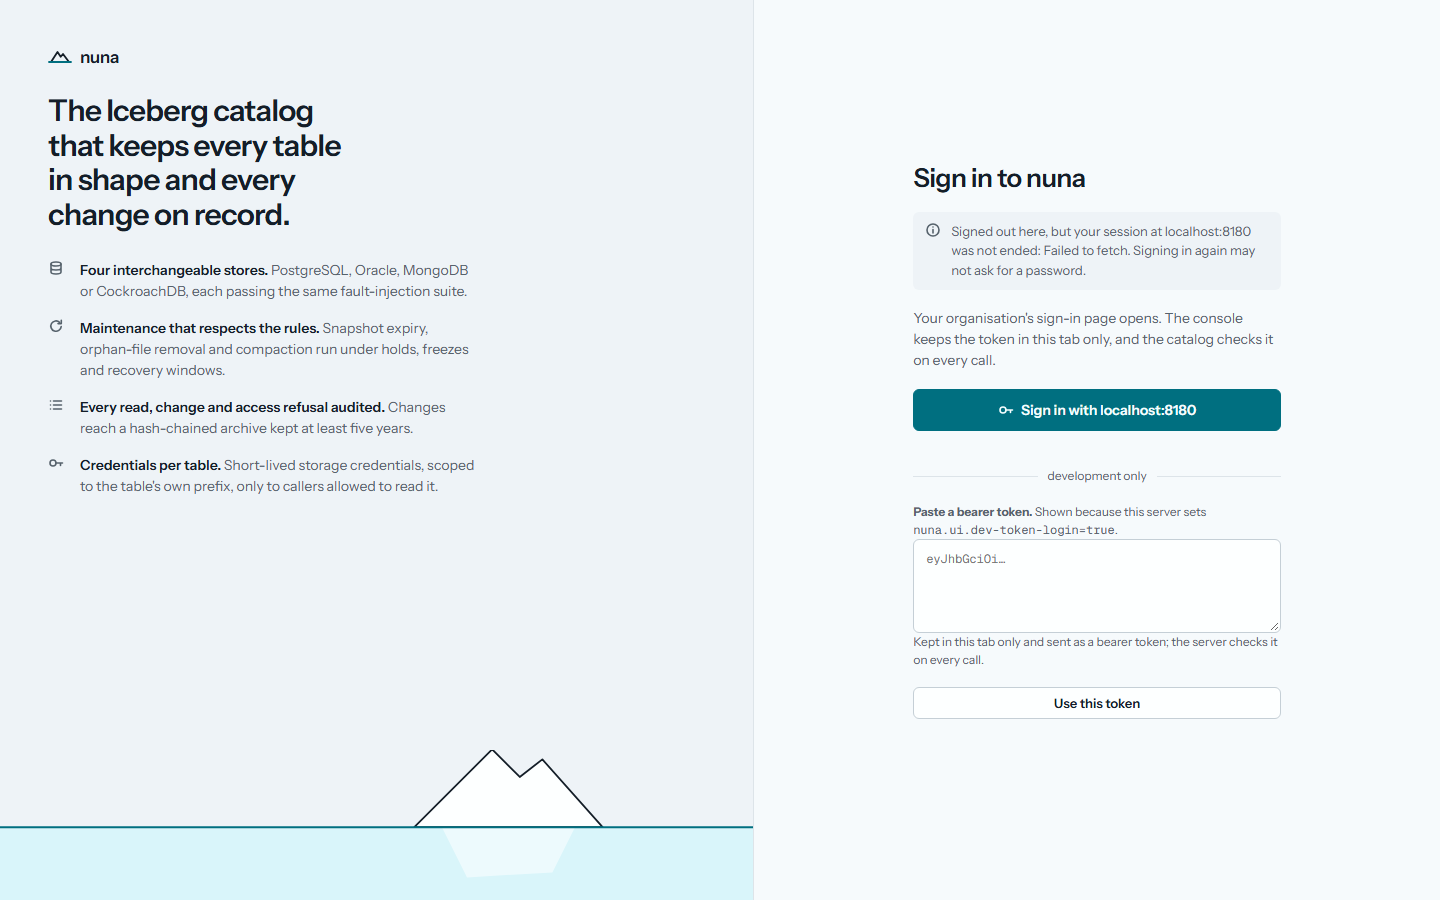 nuna
The Iceberg catalog
that keeps every table
in shape and every
change on record.
Four interchangeable stores. PostgreSQL, Oracle, MongoDB
or CockroachDB, each passing the same fault-injection suite.
Maintenance that respects the rules. Snapshot expiry,
orphan-file removal and compaction run under holds, freezes
and recovery windows.
Every read, change and access refusal audited. Changes
reach a hash-chained archive kept at least five years.
Credentials per table. Short-lived storage credentials, scoped
to the table's own prefix, only to callers allowed to read it.
Sign in to nuna
Signed out here, but your session at localhost:8180
was not ended: Failed to fetch. Signing in again may
not ask for a password.
Your organisation's sign-in page opens. The console
keeps the token in this tab only, and the catalog checks it
on every call.
Sign in with localhost:8180
development only
Paste a bearer token. Shown because this server sets
nuna.ui.dev-token-login=true.
eyJhbGciOi…
Kept in this tab only and sent as a bearer token; the server checks it
on every call.
Use this token